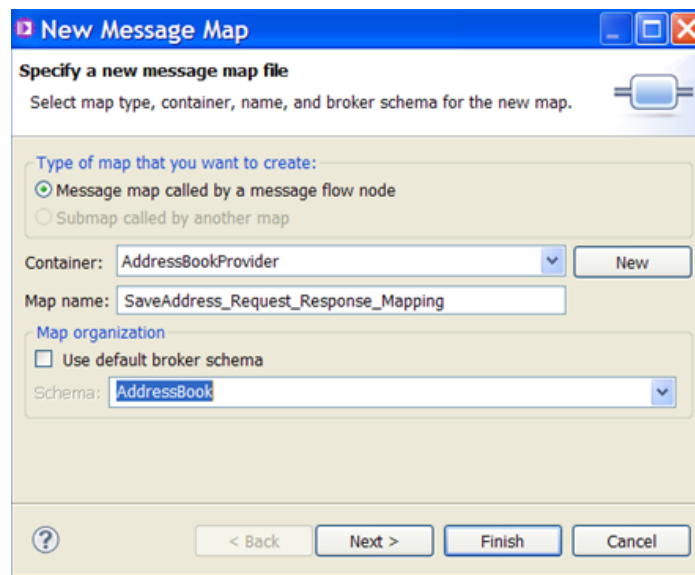 New Message Map
Specify a new message map file
Select map type, container, name, and broker schema for the new map.
Type of map that you want to create:
Message map called by a message flow node
Submap called by another map
Container: AddressBookProvider New
Map name: SaveAddress_Request_Response_Mapping
Map organization
Use default broker schema
Schema: AddressBook
? < Back Next > Finish Cancel